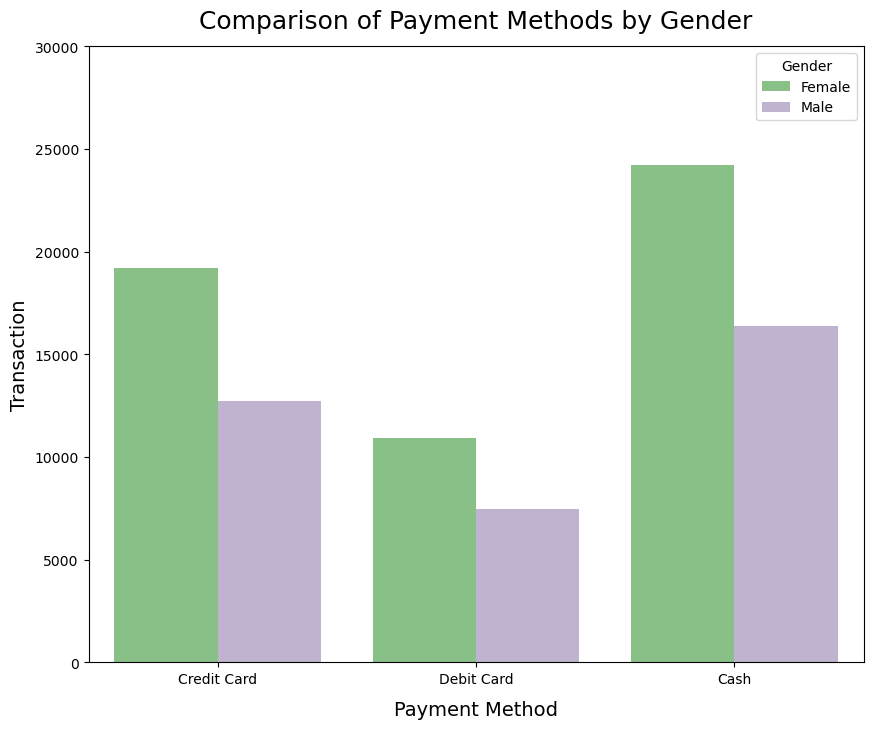 Comparison of Payment Methods by Gender
30000
25000
20000
15000
10000
5000
0
Transaction
Gender
Female
Male
Credit Card
Debit Card
Cash
Payment Method